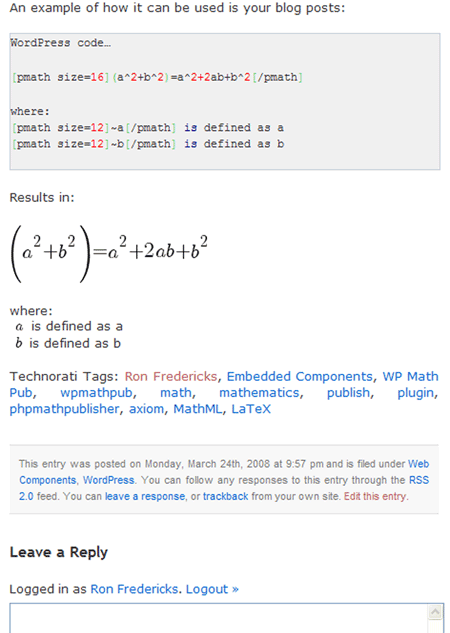 An example of how it can be used is your blog posts:
WordPress code…
[pmath size=16](a^2+b^2)=a^2+2ab+b^2[/pmath]
where:
[pmath size=12]~a[/pmath] is defined as a
[pmath size=12]~b[/pmath] is defined as b
Results in:
(a²+b²)=a²+2ab+b²
where:
a is defined as a
b is defined as b
Technorati Tags: Ron Fredericks, Embedded Components, WP Math
Pub, wpmathpub, math, mathematics, publish, plugin,
phpmathpublisher, axiom, MathML, LaTeX
This entry was posted on Monday, March 24th, 2008 at 9:57 pm and is filed under Web
Components, WordPress. You can follow any responses to this entry through the RSS
2.0 feed. You can leave a response, or trackback from your own site. Edit this entry.
Leave a Reply
Logged in as Ron Fredericks. Logout »